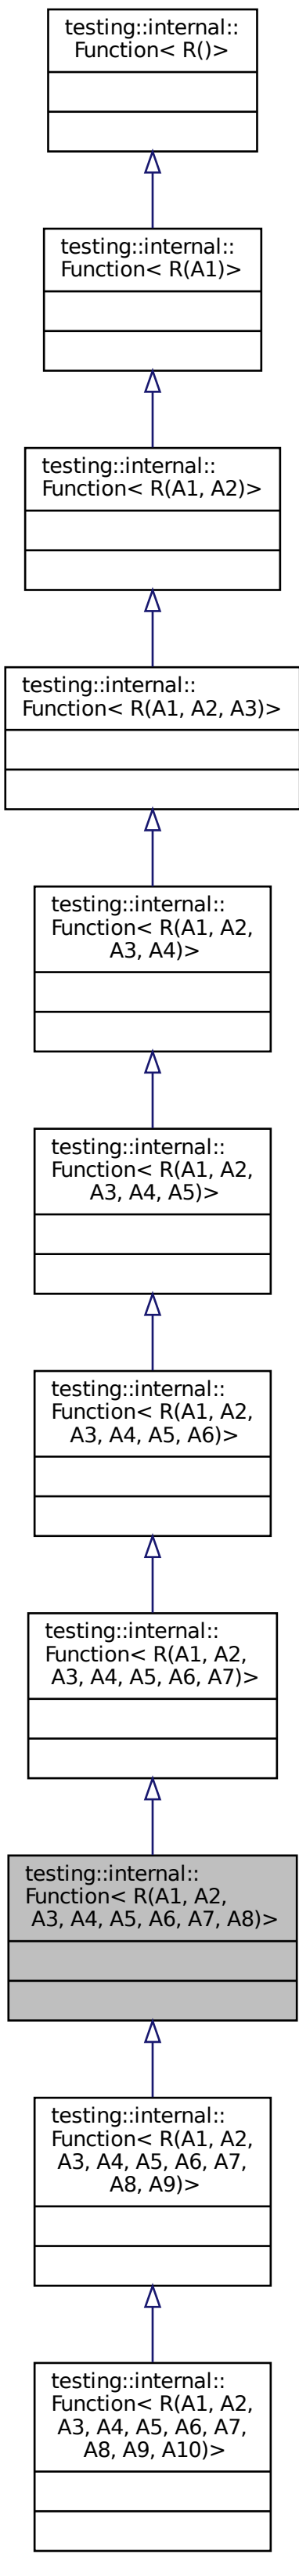 testing::internal::
Function< R()>
testing::internal::
Function< R(A1)>
testing::internal::
Function< R(A1, A2)>
testing::internal::
Function< R(A1, A2, A3)>
testing::internal::
Function< R(A1, A2,
A3, A4)>
testing::internal::
Function< R(A1, A2,
A3, A4, A5)>
testing::internal::
Function< R(A1, A2,
A3, A4, A5, A6)>
testing::internal::
Function< R(A1, A2,
A3, A4, A5, A6, A7)>
testing::internal::
Function< R(A1, A2,
A3, A4, A5, A6, A7, A8)>
testing::internal::
Function< R(A1, A2,
A3, A4, A5, A6, A7,
A8, A9)>
testing::internal::
Function< R(A1, A2,
A3, A4, A5, A6, A7,
A8, A9, A10)>